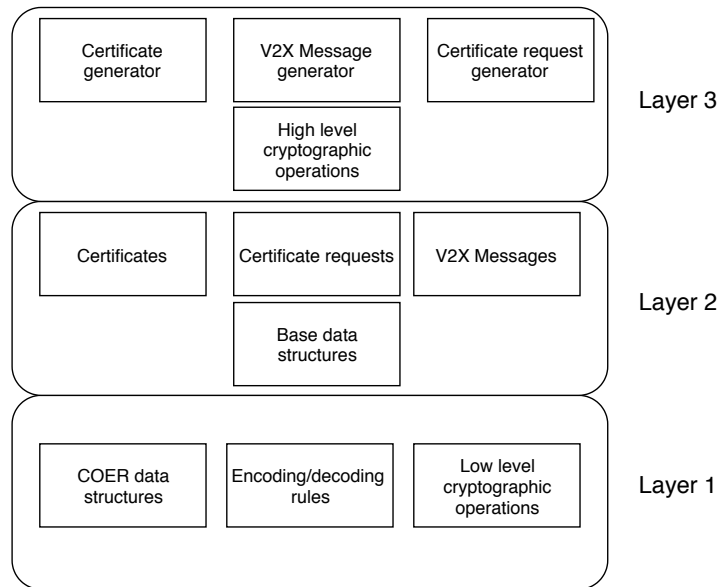 Certificate
generator
V2X Message
generator
Certificate request
generator
Layer 3
High level
cryptographic
operations
Certificates
Certificate requests
V2X Messages
Layer 2
Base data
structures
COER data
structures
Encoding/decoding
rules
Low level
cryptographic
operations
Layer 1